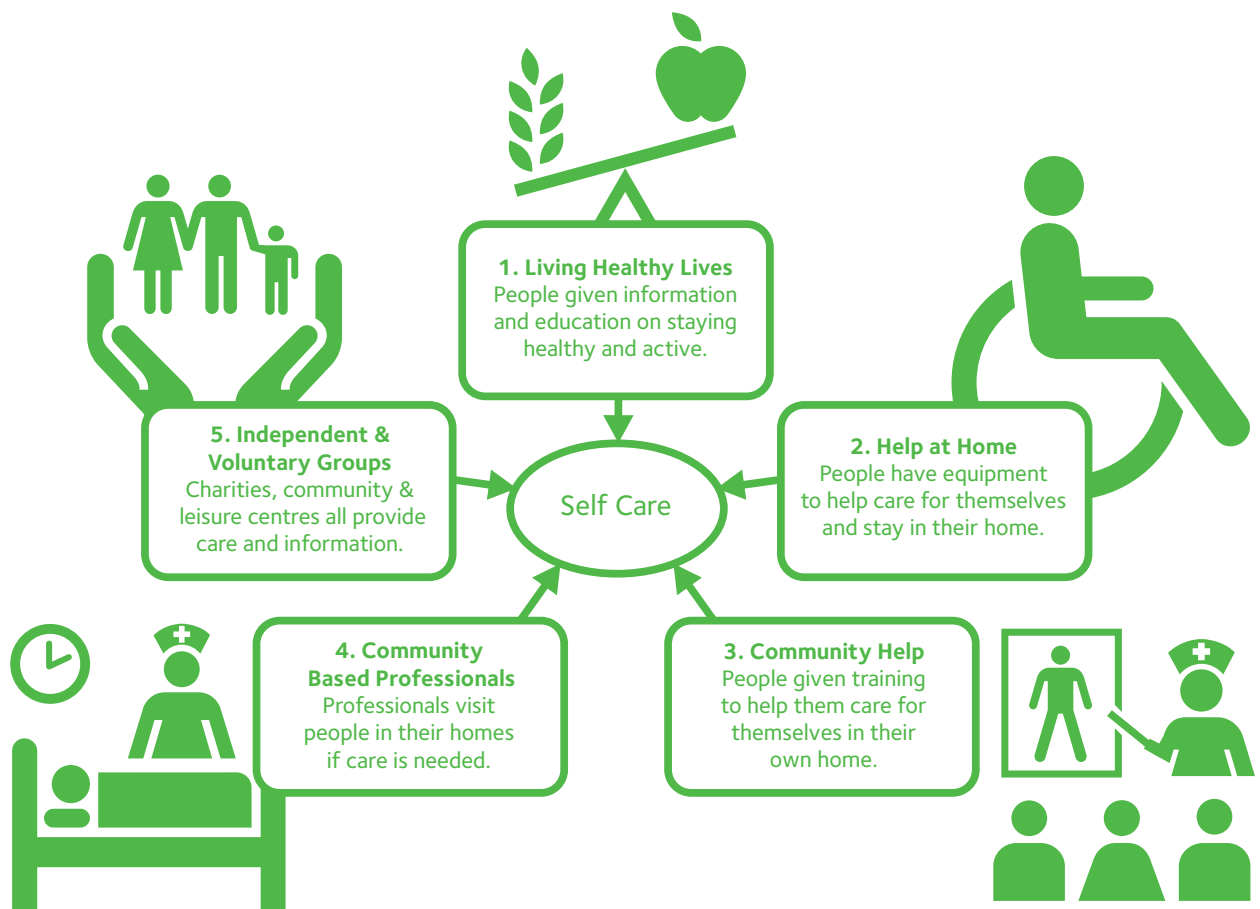 1. Living Healthy Lives
People given information
and education on staying
healthy and active.
2. Help at Home
People have equipment
to help care for themselves
and stay in their home.
3. Community Help
People given training
to help them care for
themselves in their
own home.
4. Community
Based Professionals
Professionals visit
people in their homes
if care is needed.
5. Independent &
Voluntary Groups
Charities, community &
leisure centres all provide
care and information.
Self Care